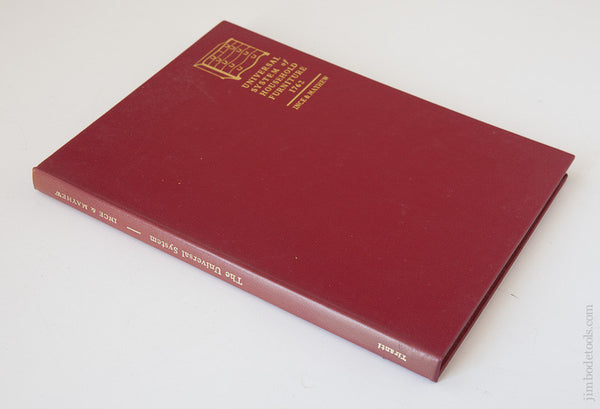 UNIVERSAL
SYSTEM of
HOUSEHOLD
FURNITURE
1762
INCE & MAYHEW
INCE & MAYHEW — The Universal System
Tiranti
jimbodetools.com